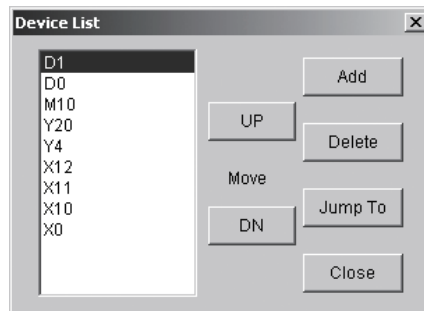 Device List
D1
D0
M10
Y20
Y4
X12
X11
X10
X0
UP
Move
DN
Add
Delete
Jump To
Close